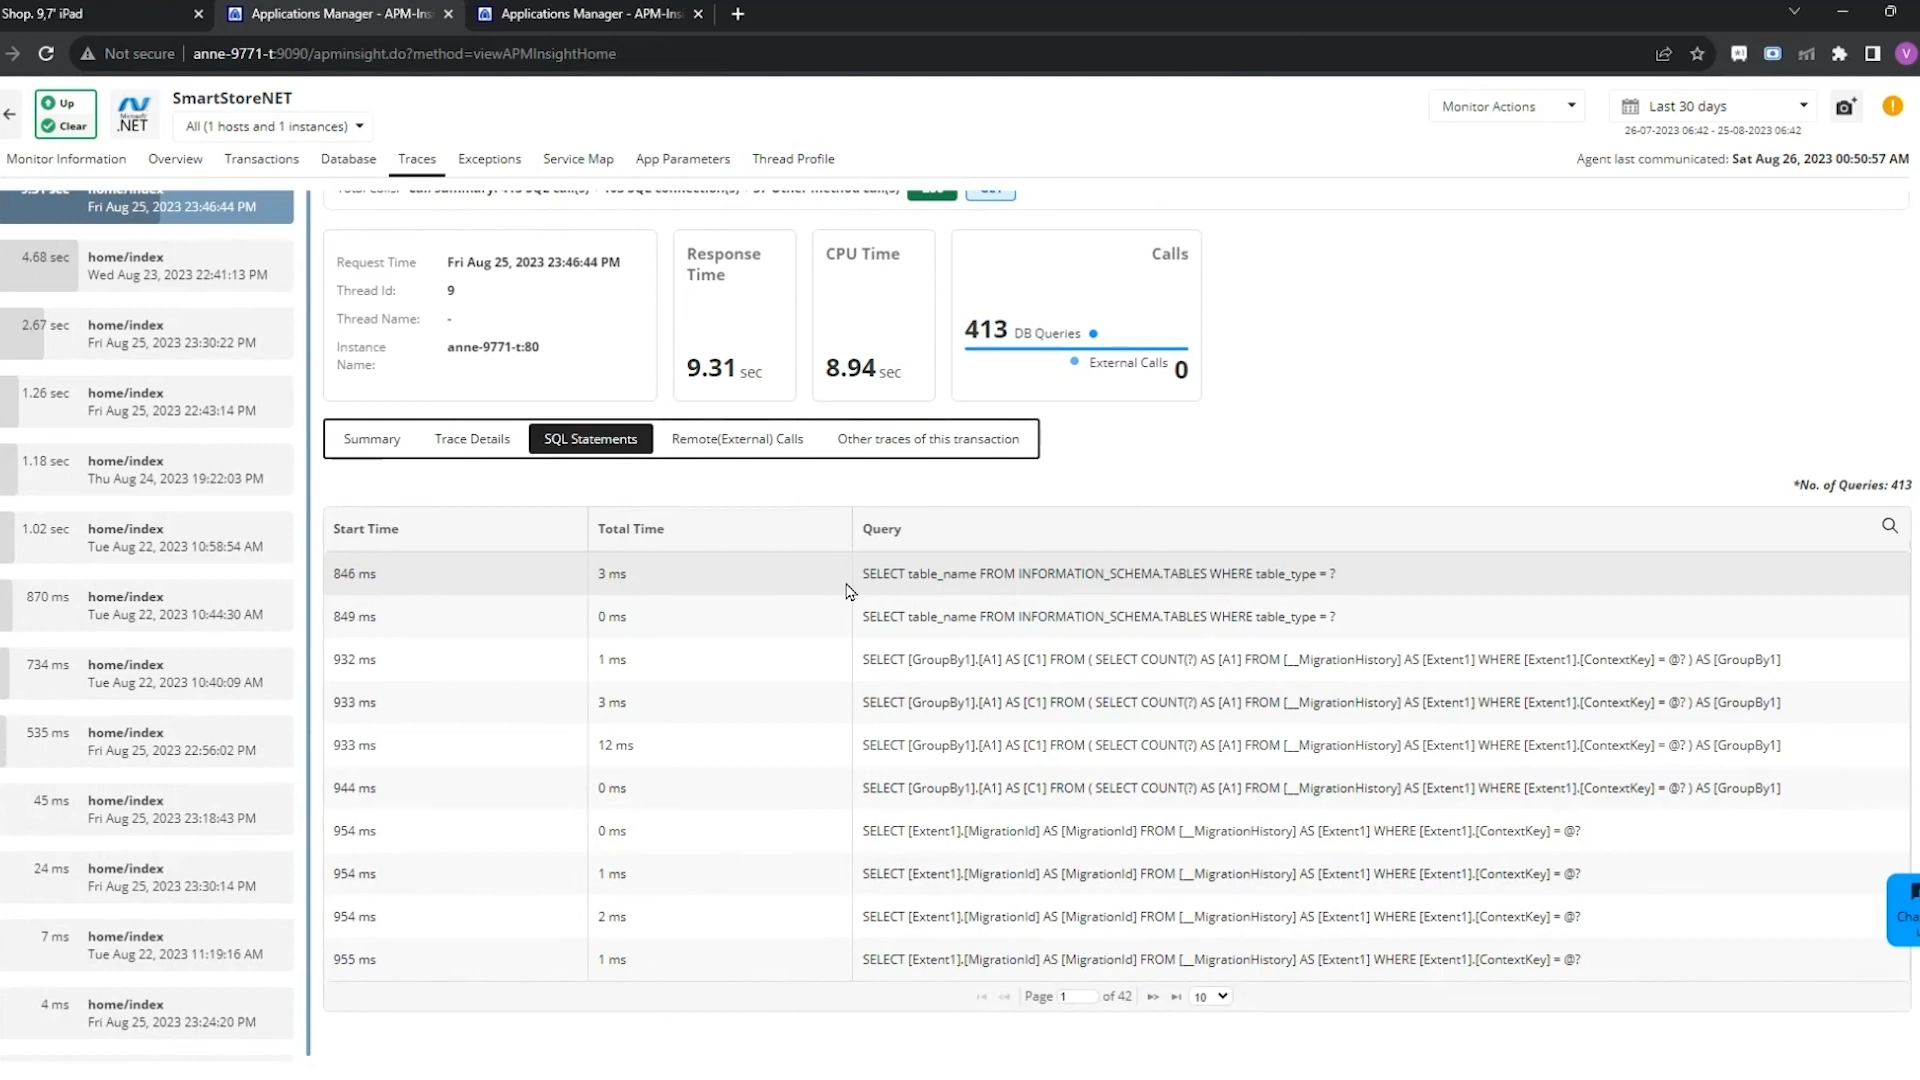 Shop. 9,7' iPad
Applications Manager - APM-Ins
Applications Manager - APM-Ins
Not secure
anne-9771-t:9090/apminsight.do?method=viewAPMInsightHome
V
Up
Clear
Microsoft
.NET
SmartStoreNET
All (1 hosts and 1 instances)
Monitor Actions
Last 30 days
26-07-2023 06:42 - 25-08-2023 06:42
Monitor Information
Overview
Transactions
Database
Traces
Exceptions
Service Map
App Parameters
Thread Profile
Agent last communicated: Sat Aug 26, 2023 00:50:57 AM
9.31 sec home/index
Fri Aug 25, 2023 23:46:44 PM
4.68 sec home/index
Wed Aug 23, 2023 22:41:13 PM
2.67 sec home/index
Fri Aug 25, 2023 23:30:22 PM
1.26 sec home/index
Fri Aug 25, 2023 22:43:14 PM
1.18 sec home/index
Thu Aug 24, 2023 19:22:03 PM
1.02 sec home/index
Tue Aug 22, 2023 10:58:54 AM
870 ms home/index
Tue Aug 22, 2023 10:44:30 AM
734 ms home/index
Tue Aug 22, 2023 10:40:09 AM
535 ms home/index
Fri Aug 25, 2023 22:56:02 PM
45 ms home/index
Fri Aug 25, 2023 23:18:43 PM
24 ms home/index
Fri Aug 25, 2023 23:30:14 PM
7 ms home/index
Tue Aug 22, 2023 11:19:16 AM
4 ms home/index
Fri Aug 25, 2023 23:24:20 PM
Request Time Fri Aug 25, 2023 23:46:44 PM
Thread Id: 9
Thread Name: -
Instance Name: anne-9771-t:80
Response Time
9.31 sec
CPU Time
8.94 sec
Calls
413 DB Queries
External Calls 0
Summary
Trace Details
SQL Statements
Remote(External) Calls
Other traces of this transaction
*No. of Queries: 413
Start Time Total Time Query
846 ms 3 ms SELECT table_name FROM INFORMATION_SCHEMA.TABLES WHERE table_type = ?
849 ms 0 ms SELECT table_name FROM INFORMATION_SCHEMA.TABLES WHERE table_type = ?
932 ms 1 ms SELECT [GroupBy1].[A1] AS [C1] FROM ( SELECT COUNT(?) AS [A1] FROM [__MigrationHistory] AS [Extent1] WHERE [Extent1].[ContextKey] = @? ) AS [GroupBy1]
933 ms 3 ms SELECT [GroupBy1].[A1] AS [C1] FROM ( SELECT COUNT(?) AS [A1] FROM [__MigrationHistory] AS [Extent1] WHERE [Extent1].[ContextKey] = @? ) AS [GroupBy1]
933 ms 12 ms SELECT [GroupBy1].[A1] AS [C1] FROM ( SELECT COUNT(?) AS [A1] FROM [__MigrationHistory] AS [Extent1] WHERE [Extent1].[ContextKey] = @? ) AS [GroupBy1]
944 ms 0 ms SELECT [GroupBy1].[A1] AS [C1] FROM ( SELECT COUNT(?) AS [A1] FROM [__MigrationHistory] AS [Extent1] WHERE [Extent1].[ContextKey] = @? ) AS [GroupBy1]
954 ms 0 ms SELECT [Extent1].[MigrationId] AS [MigrationId] FROM [__MigrationHistory] AS [Extent1] WHERE [Extent1].[ContextKey] = @?
954 ms 1 ms SELECT [Extent1].[MigrationId] AS [MigrationId] FROM [__MigrationHistory] AS [Extent1] WHERE [Extent1].[ContextKey] = @?
954 ms 2 ms SELECT [Extent1].[MigrationId] AS [MigrationId] FROM [__MigrationHistory] AS [Extent1] WHERE [Extent1].[ContextKey] = @?
955 ms 1 ms SELECT [Extent1].[MigrationId] AS [MigrationId] FROM [__MigrationHistory] AS [Extent1] WHERE [Extent1].[ContextKey] = @?
Page 1 of 42 10
Cha